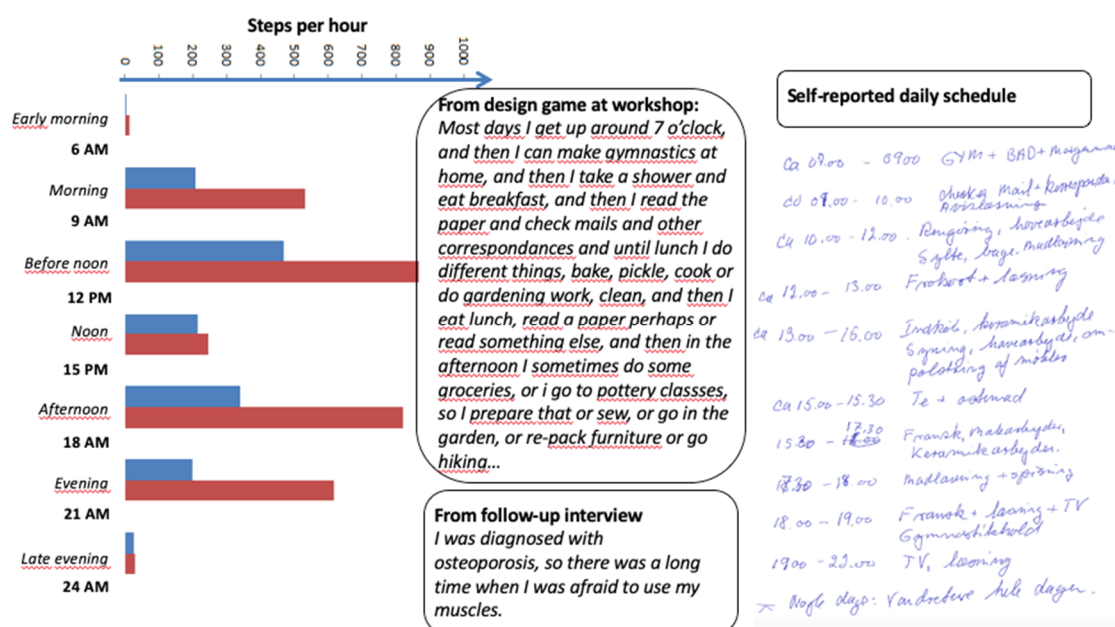 Steps per hour
0 100 200 300 400 500 600 700 800 900 1000
Early morning
6 AM
Morning
9 AM
Before noon
12 PM
Noon
15 PM
Afternoon
18 AM
Evening
21 AM
Late evening
24 AM
From design game at workshop:
Most days I get up around 7 o'clock,
and then I can make gymnastics at
home, and then I take a shower and
eat breakfast, and then I read the
paper and check mails and other
correspondances and until lunch I do
different things, bake, pickle, cook or
do gardening work, clean, and then I
eat lunch, read a paper perhaps or
read something else, and then in the
afternoon I sometimes do some
groceries, or i go to pottery classses,
so I prepare that or sew, or go in the
garden, or re-pack furniture or go
hiking...
From follow-up interview
I was diagnosed with
osteoporosis, so there was a long
time when I was afraid to use my
muscles.
Self-reported daily schedule
Ca - 0900 GYM + BAD +
- 10.00 mail +
Avislæsning
Ca 10.00 - 12.00. Rengøring, havearbejde
Sylte, bage, madlavning
ca 12.00 - 13.00 Frokost + læsning
ca 13.00 - 15.00 Indkøb, keramikarbejde
Syning, havearbejde, om-
polstring af møbler
Ca 15.00 - 15.30 Te +
15.30 - 17.30 Fransk,
Keramikarbejder.
17.30 - 18.00 madlavning + spisning
18.00 - 19.00 Fransk + læsning + TV
Gymnastikhold
1900 - 22.00 TV, læsning
Nogle dage: Vandreture hele dagen.